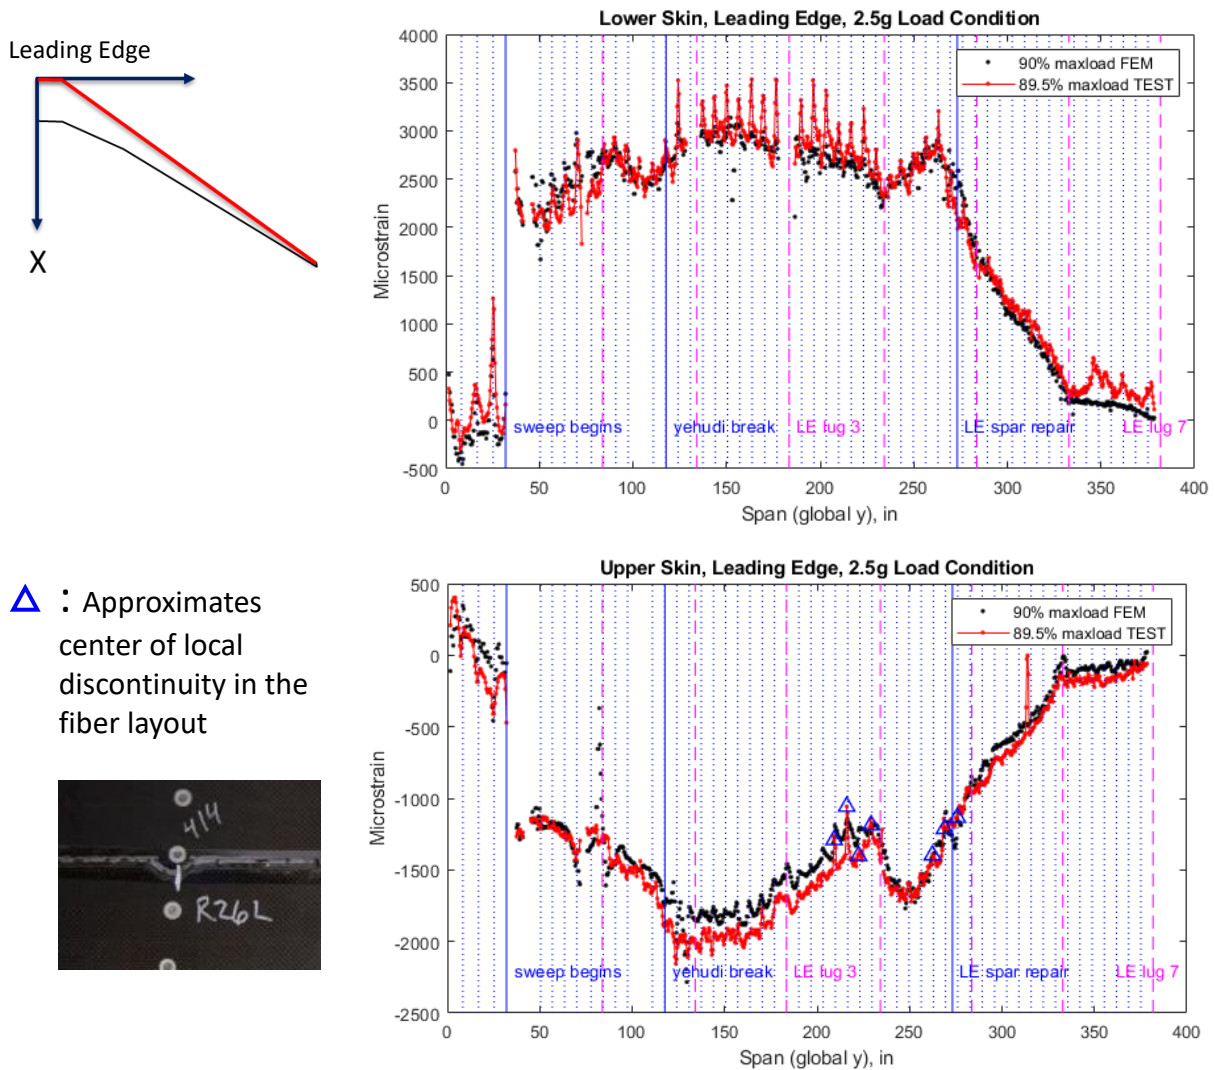 Leading Edge
X
Lower Skin, Leading Edge, 2.5g Load Condition
90% maxload FEM
89.5% maxload TEST
4000
3500
3000
2500
2000
1500
1000
500
0
-500
Microstrain
sweep begins
yehudi break
LE lug 3
LE spar repair
LE lug 7
0 50 100 150 200 250 300 350 400
Span (global y), in
△ : Approximates
center of local
discontinuity in the
fiber layout
414
R26L
Upper Skin, Leading Edge, 2.5g Load Condition
90% maxload FEM
89.5% maxload TEST
500
0
-500
-1000
-1500
-2000
-2500
Microstrain
sweep begins
yehudi break
LE lug 3
LE spar repair
LE lug 7
0 50 100 150 200 250 300 350 400
Span (global y), in